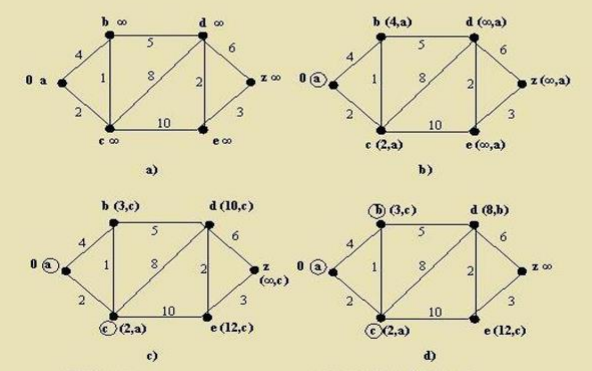 b ∞ d ∞
4 5 6
0 a 1 8 2 z ∞
2 10 3
c ∞ e ∞
a)
b (4,a) d (∞,a)
4 5 6
0 a 1 8 2 z (∞,a)
2 10 3
c (2,a) e (∞,a)
b)
b (3,c) d (10,c)
4 5 6
0 a 1 8 2 z
(∞,c)
2 10 3
c (2,a) e (12,c)
c)
b (3,c) d (8,b)
4 5 6
0 a 1 8 2 z ∞
2 10 3
c (2,a) e (12,c)
d)